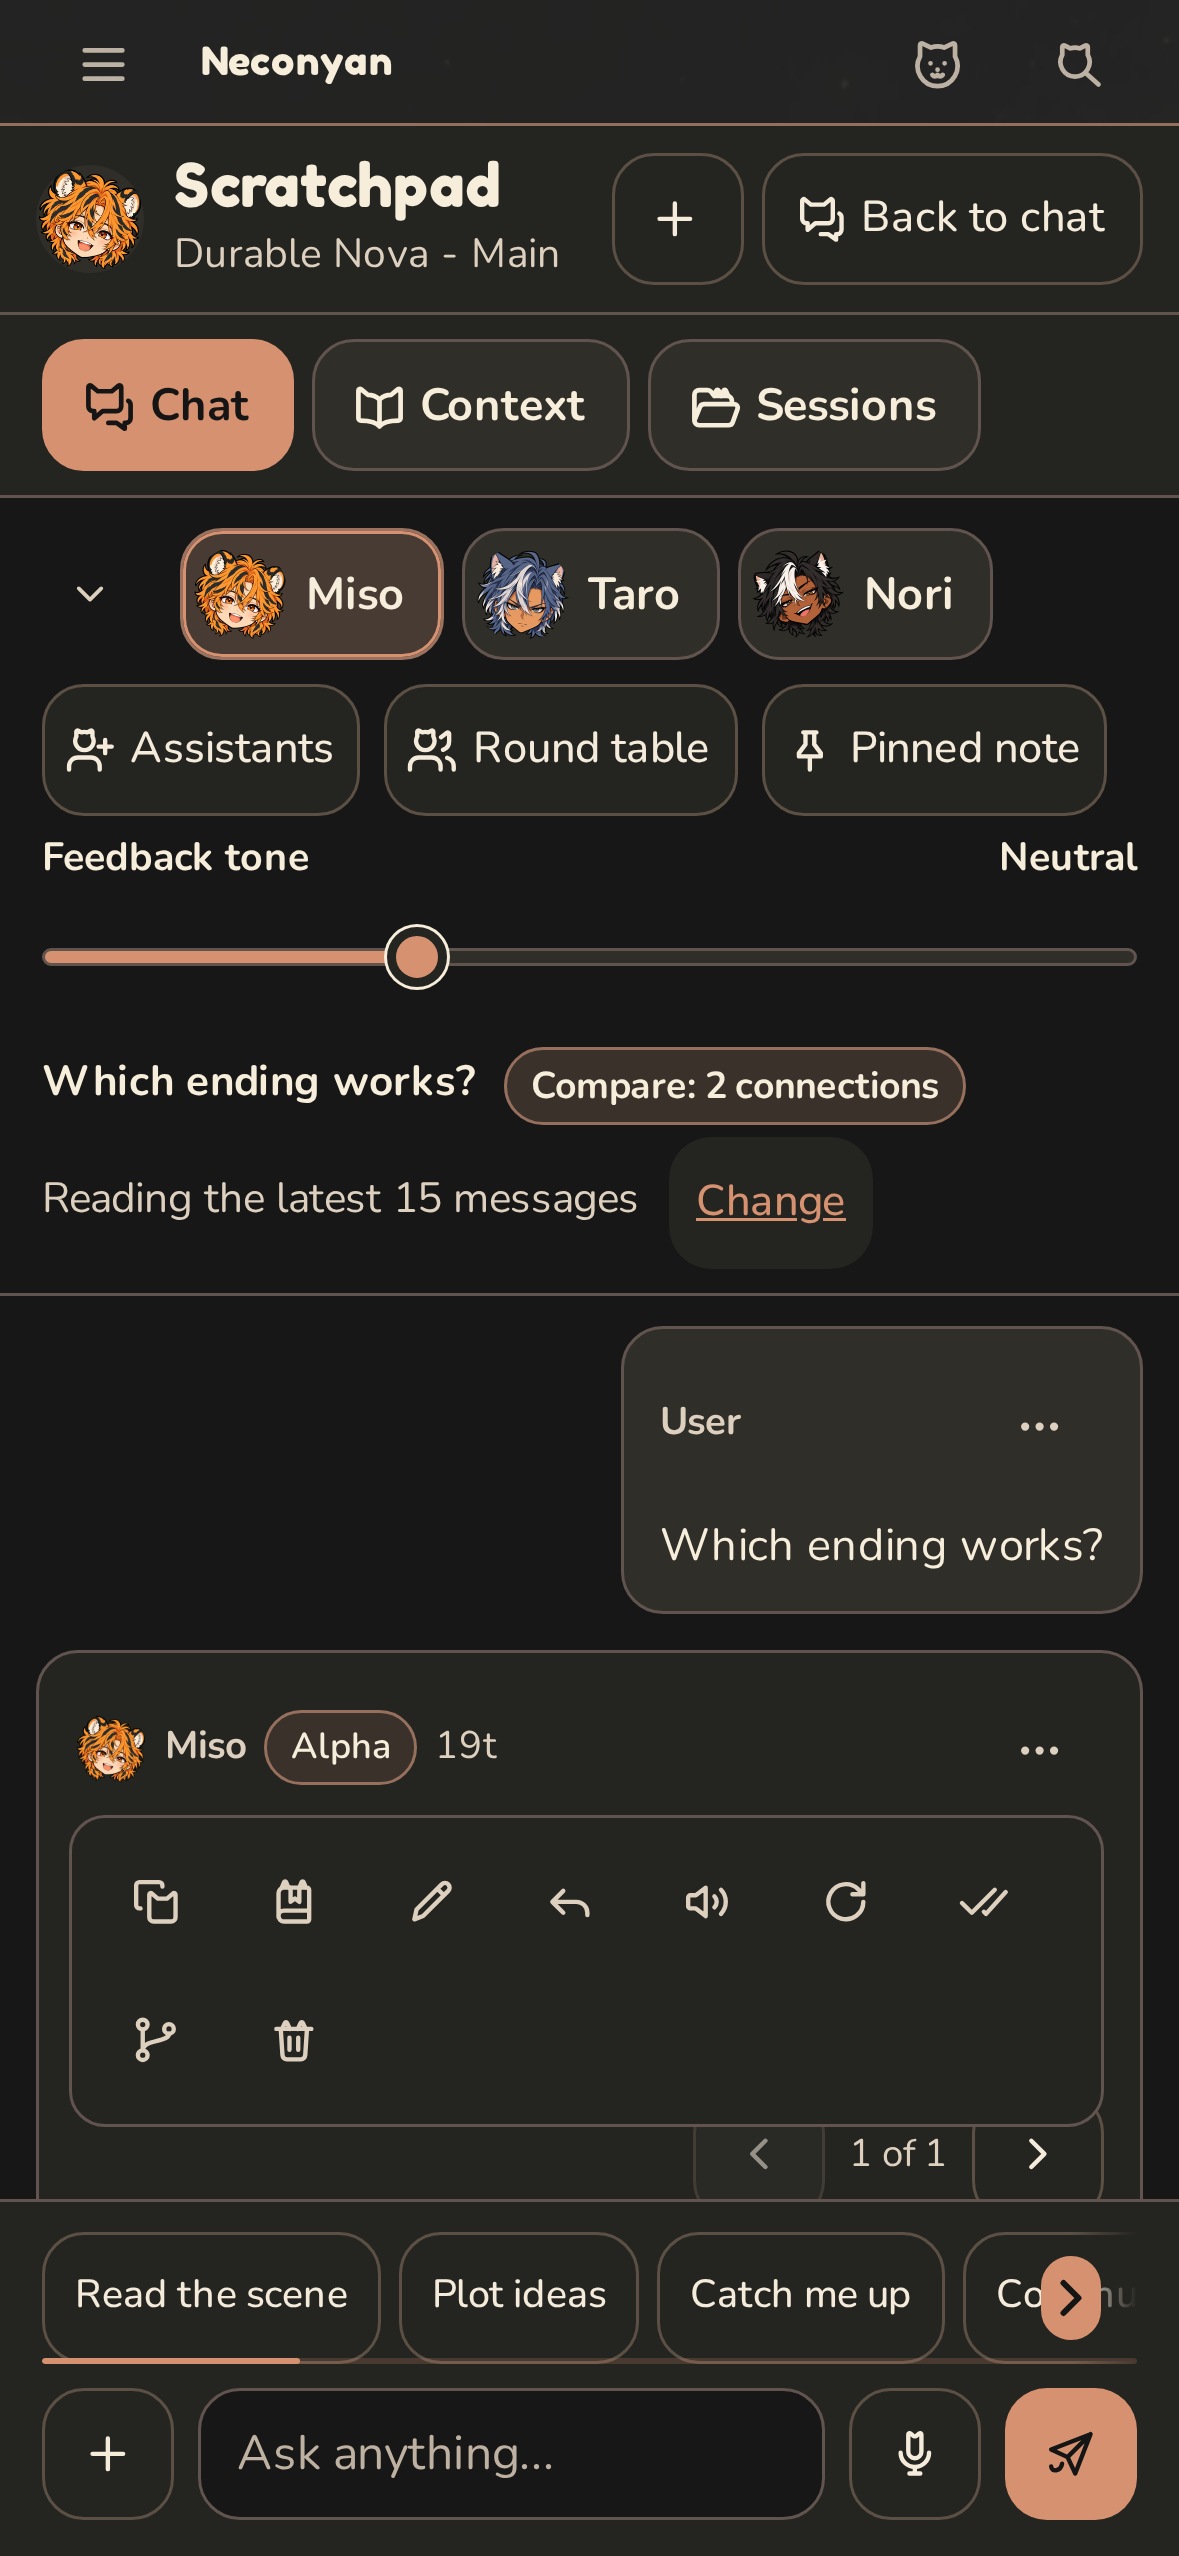 Neconyan
Scratchpad
Durable Nova - Main
Back to chat
Chat
Context
Sessions
Miso
Taro
Nori
Assistants
Round table
Pinned note
Feedback tone
Neutral
Which ending works?
Compare: 2 connections
Reading the latest 15 messages
Change
User
Which ending works?
Miso
Alpha
19t
1 of 1
Read the scene
Plot ideas
Catch me up
Ask anything...